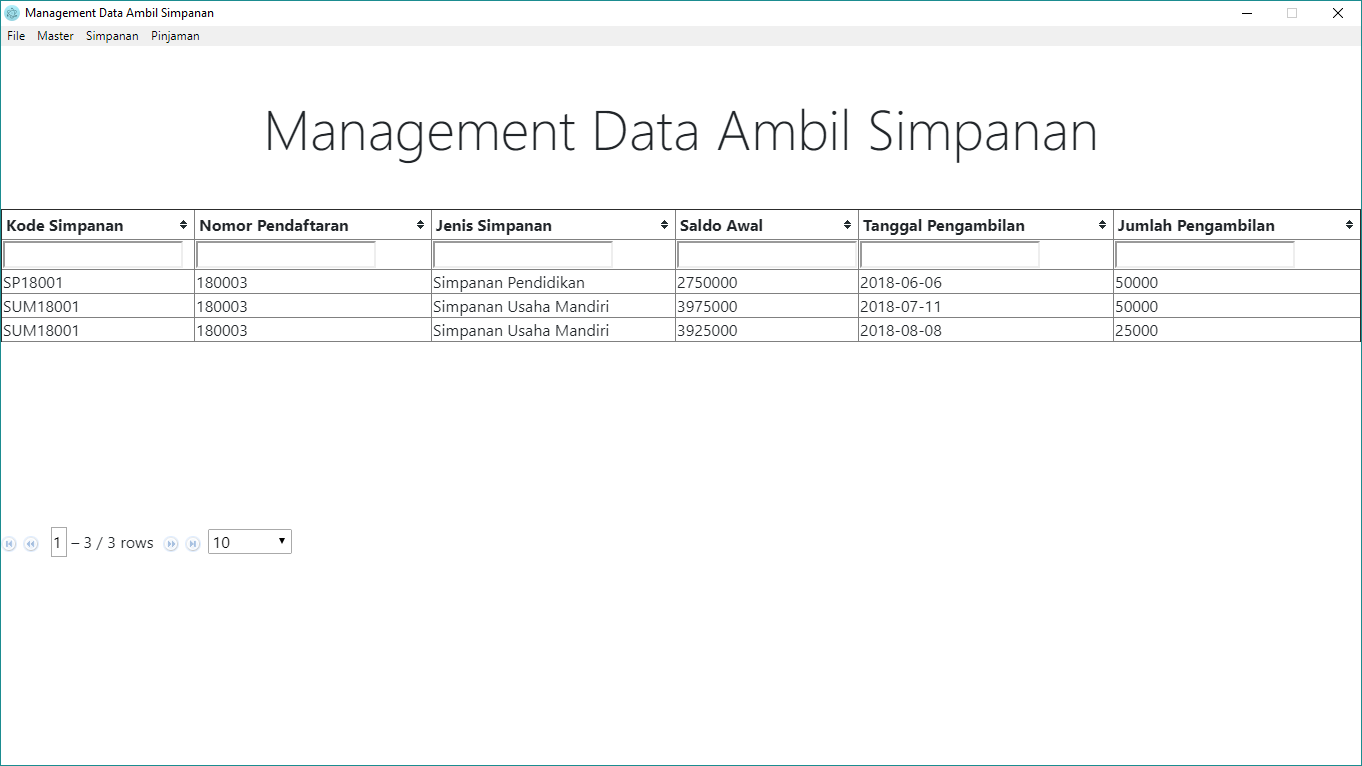 Management Data Ambil Simpanan
File Master Simpanan Pinjaman
Management Data Ambil Simpanan
Kode Simpanan Nomor Pendaftaran Jenis Simpanan Saldo Awal Tanggal Pengambilan Jumlah Pengambilan
SP18001 180003 Simpanan Pendidikan 2750000 2018-06-06 50000
SUM18001 180003 Simpanan Usaha Mandiri 3975000 2018-07-11 50000
SUM18001 180003 Simpanan Usaha Mandiri 3925000 2018-08-08 25000
1 – 3 / 3 rows 10